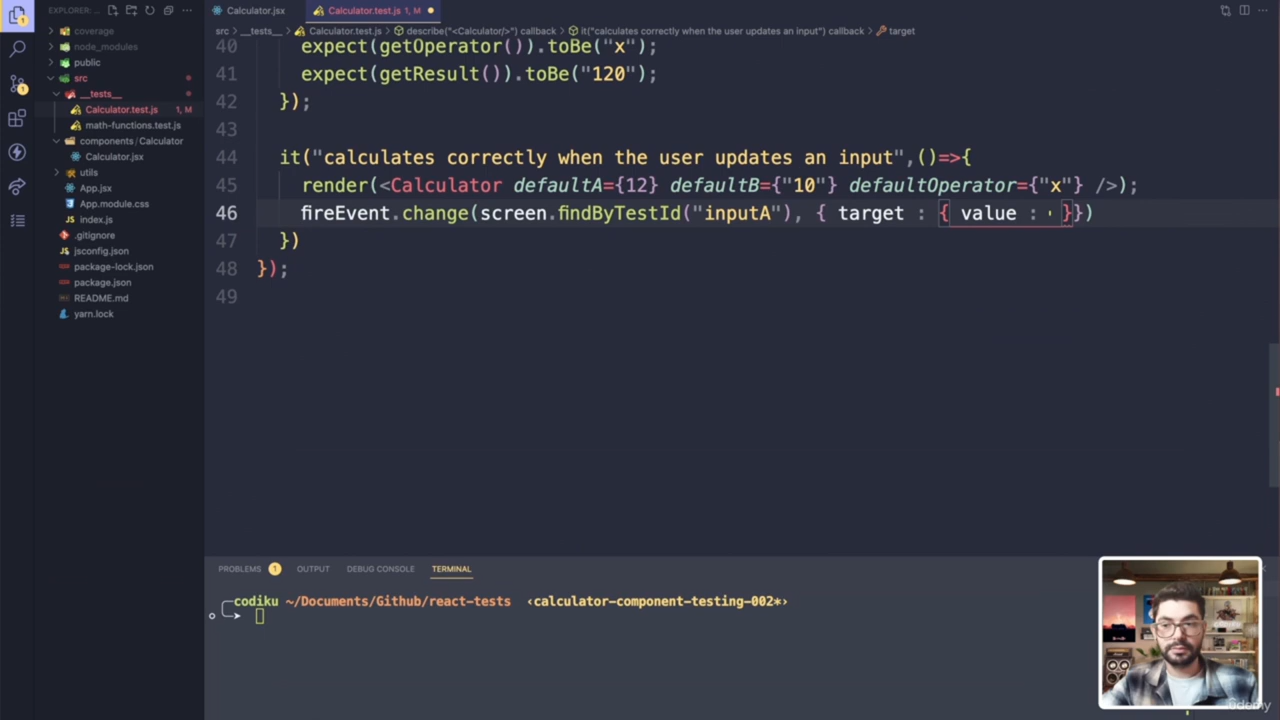 EXPLORER: ...
Calculator.jsx
Calculator.test.js 1, M
coverage
node_modules
public
src
__tests__
Calculator.test.js 1, M
math-functions.test.js
components / Calculator
Calculator.jsx
utils
App.jsx
App.module.css
index.js
.gitignore
jsconfig.json
package-lock.json
package.json
README.md
yarn.lock
src > __tests__ > Calculator.test.js > describe("<Calculator/>") callback > it("calculates correctly when the user updates an input") callback > target
40 expect(getOperator()).toBe("x");
41 expect(getResult()).toBe("120");
42 });
43
44 it("calculates correctly when the user updates an input",()=>{
45 render(<Calculator defaultA={12} defaultB={"10"} defaultOperator={"x"} />);
46 fireEvent.change(screen.findByTestId("inputA"), { target : { value : ' }})
47 })
48 });
49
PROBLEMS 1 OUTPUT DEBUG CONSOLE TERMINAL
codiku ~/Documents/Github/react-tests ‹calculator-component-testing-002*›
ûdemy